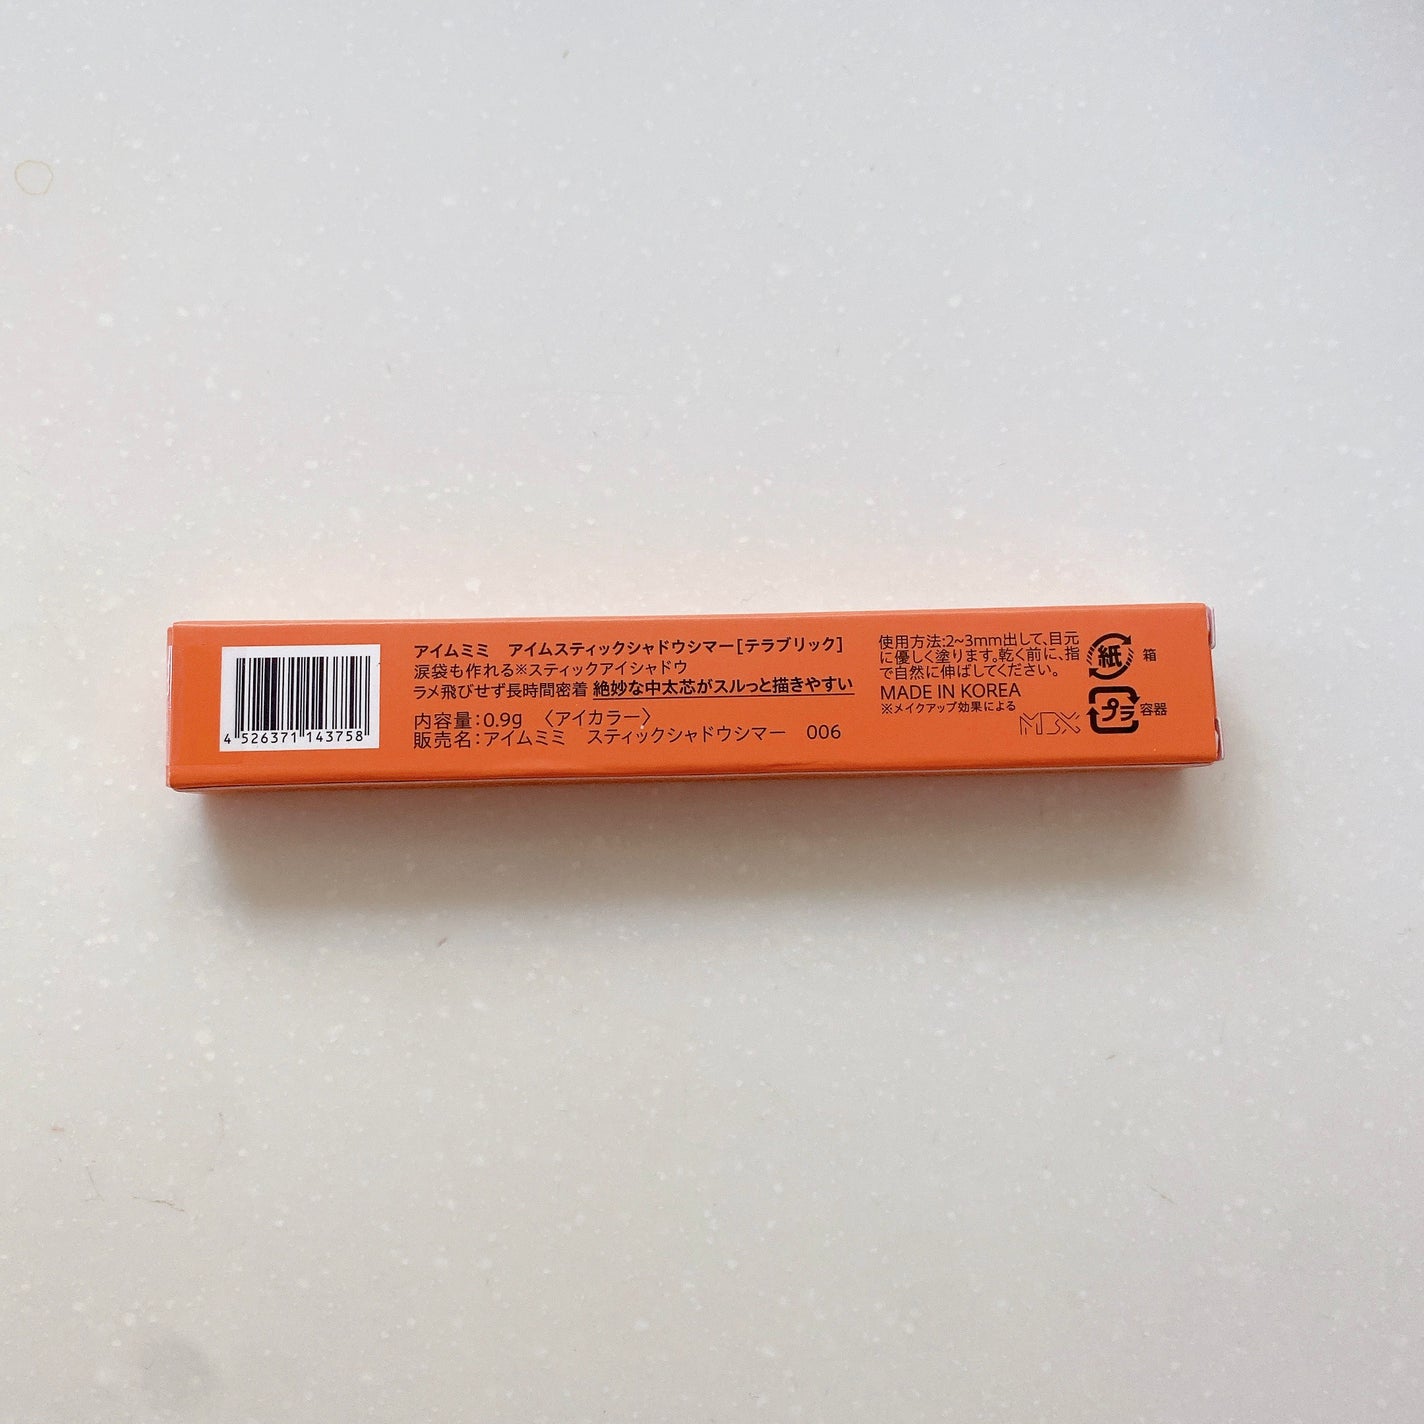 アイムミミ　アイムスティックシャドウシマー[テラブリック]
涙袋も作れる※スティックアイシャドウ
ラメ飛びせず長時間密着 絶妙な中太芯がスルっと描きやすい
内容量：0.9g　〈アイカラー〉
販売名：アイムミミ　スティックシャドウシマー　006
4 526371 143758
使用方法:2~3mm出して、目元
に優しく塗ります。乾く前に、指
で自然に伸ばしてください。
MADE IN KOREA
※メイクアップ効果による
MBX
紙 箱
プラ 容器